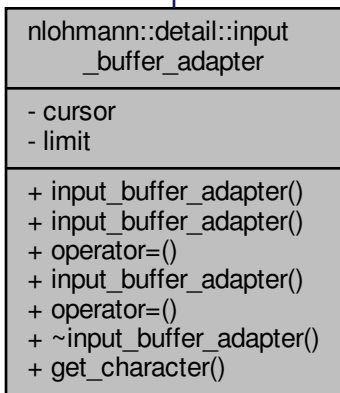 nlohmann::detail::input
_buffer_adapter
- cursor
- limit
+ input_buffer_adapter()
+ input_buffer_adapter()
+ operator=()
+ input_buffer_adapter()
+ operator=()
+ ~input_buffer_adapter()
+ get_character()